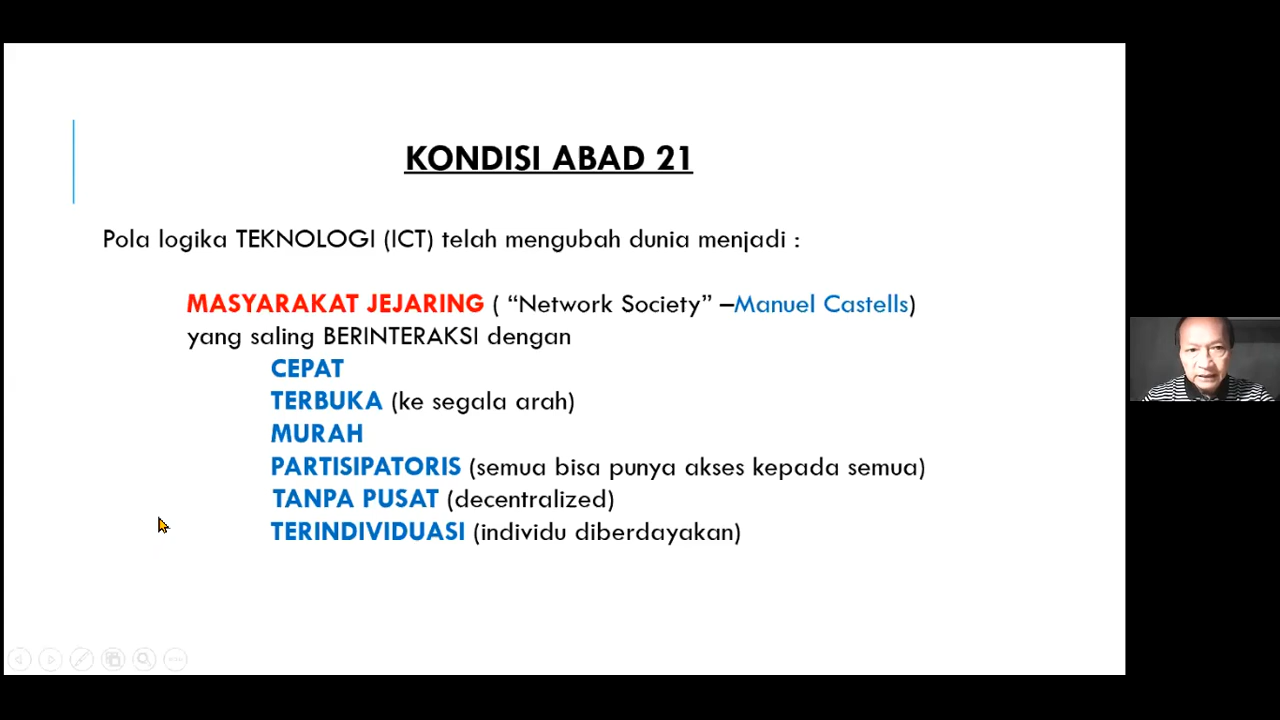 KONDISI ABAD 21
Pola logika TEKNOLOGI (ICT) telah mengubah dunia menjadi :
MASYARAKAT JEJARING ( “Network Society” –Manuel Castells)
yang saling BERINTERAKSI dengan
CEPAT
TERBUKA (ke segala arah)
MURAH
PARTISIPATORIS (semua bisa punya akses kepada semua)
TANPA PUSAT (decentralized)
TERINDIVIDUASI (individu diberdayakan)